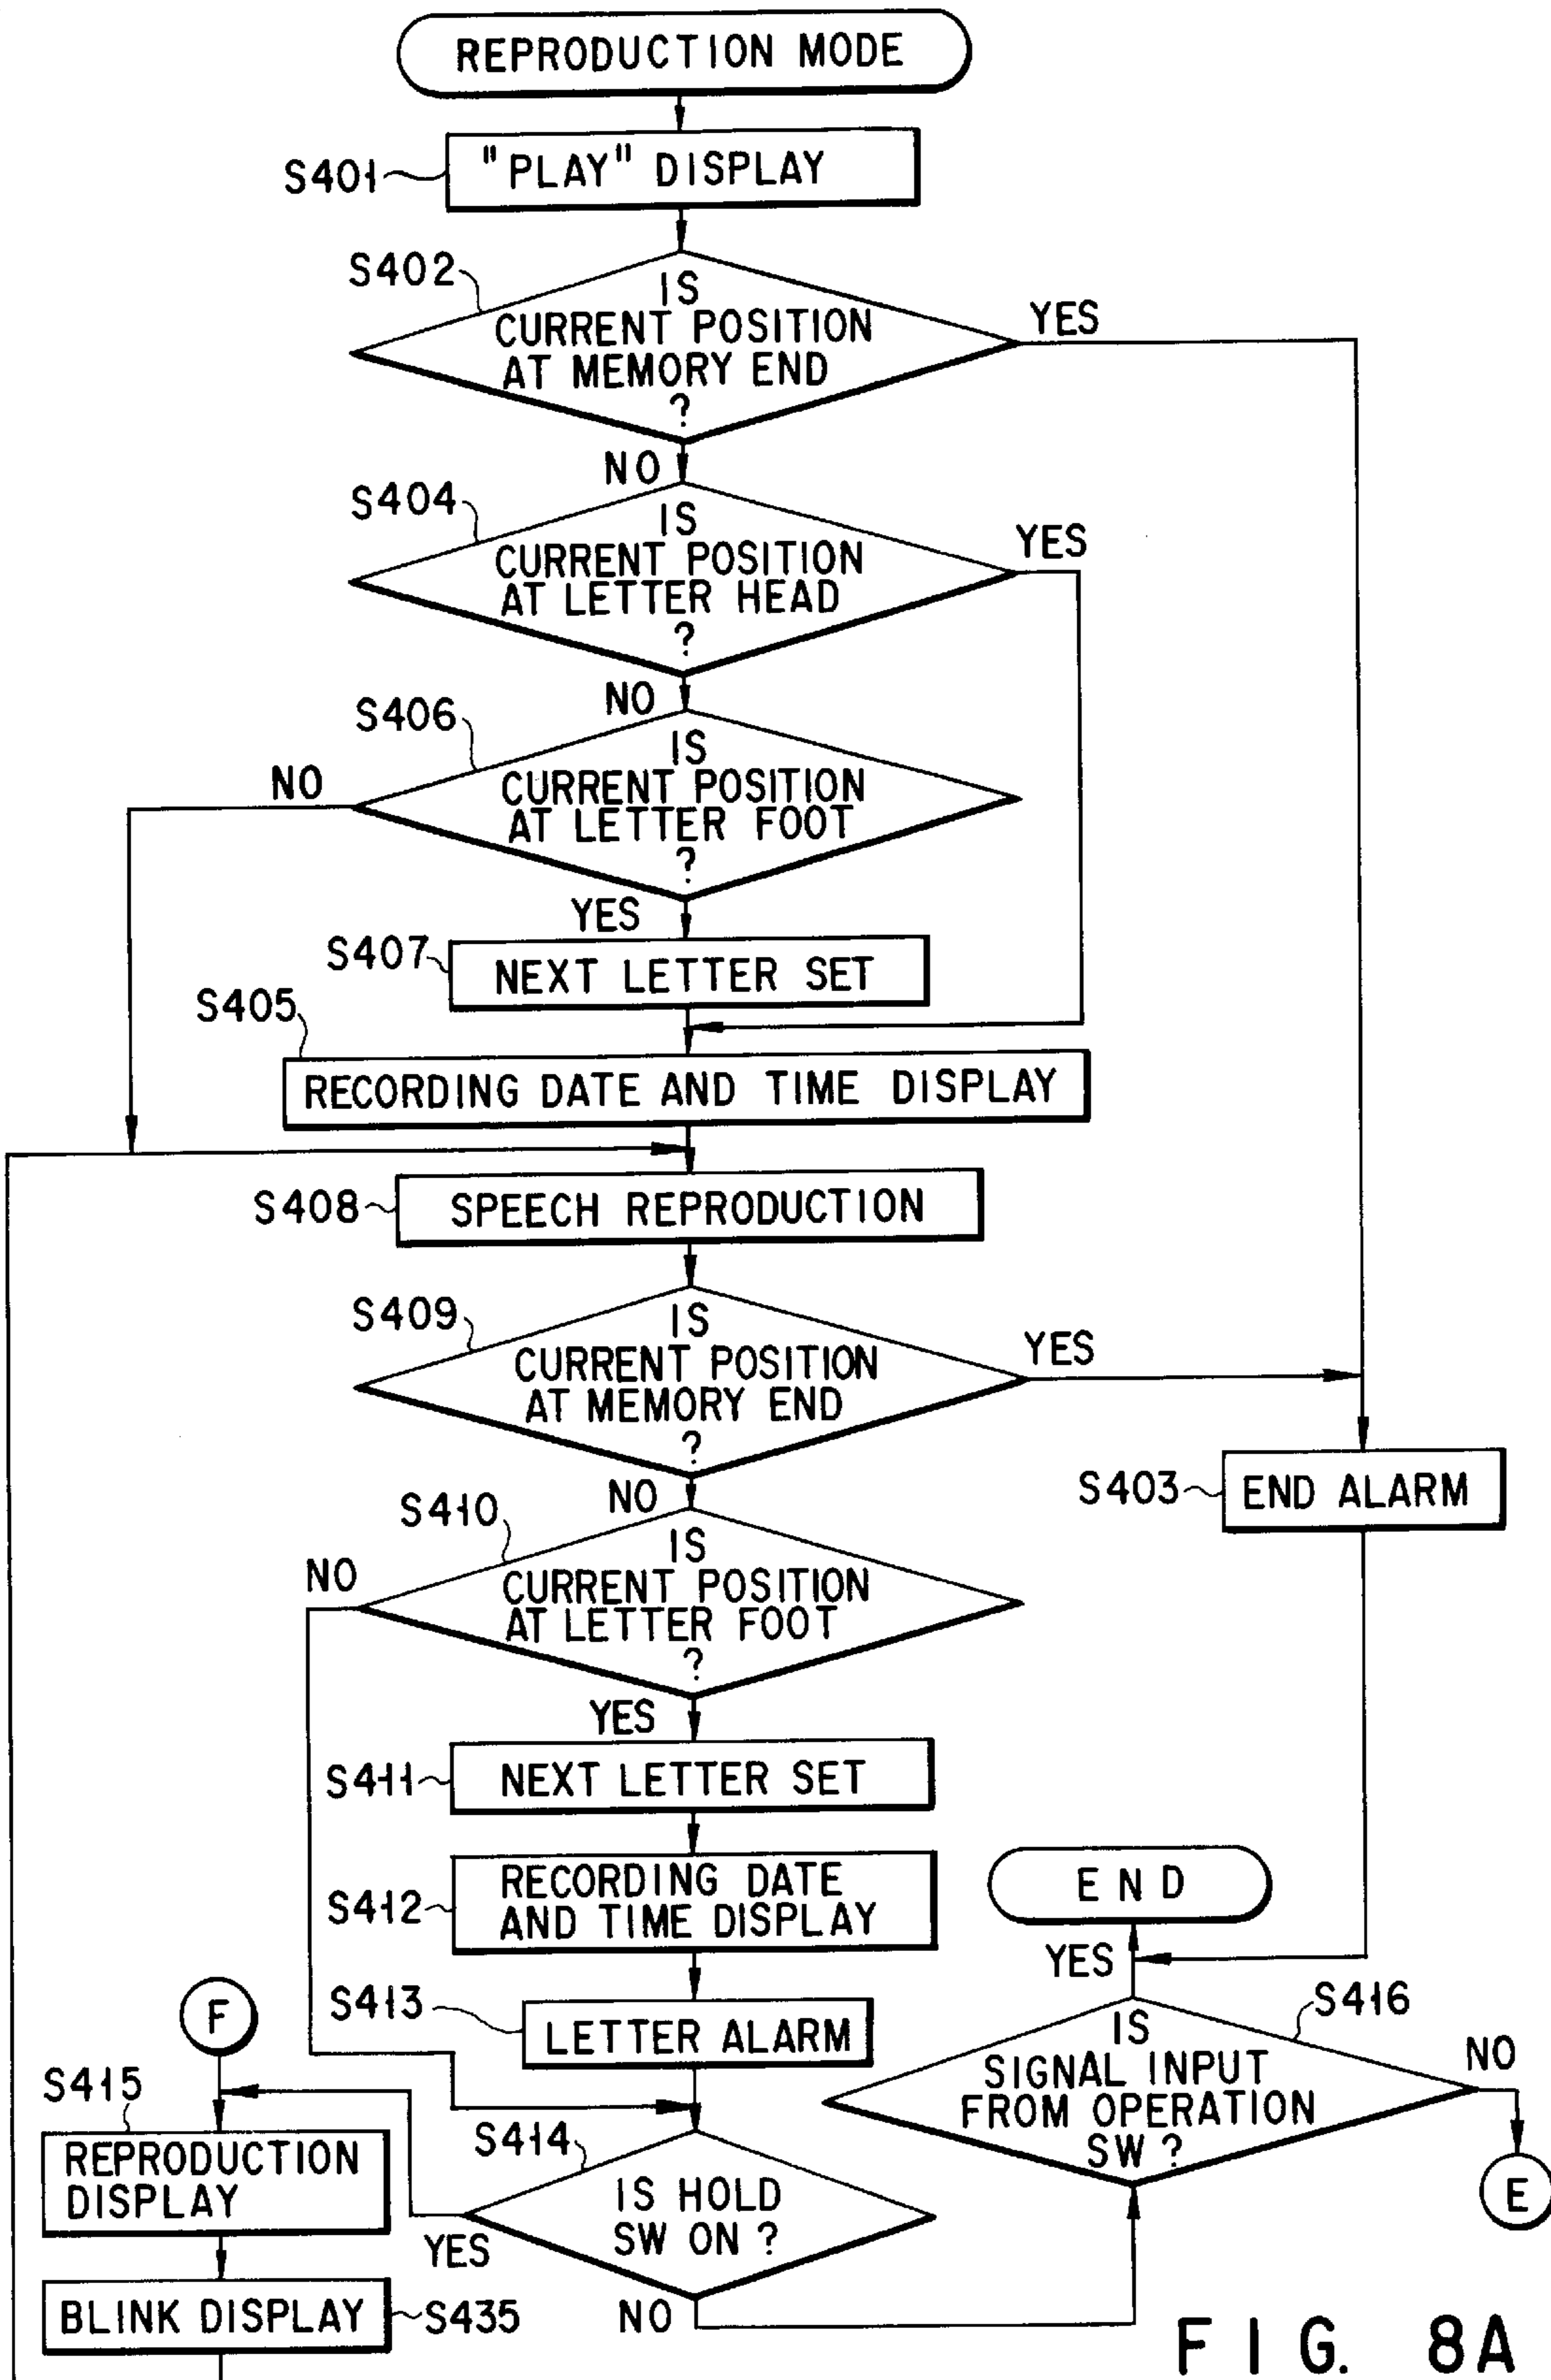 REPRODUCTION MODE
S401
"PLAY" DISPLAY
S402
IS
CURRENT POSITION
AT MEMORY END
?
YES
NO
S404
IS
CURRENT POSITION
AT LETTER HEAD
?
YES
NO
S406
IS
CURRENT POSITION
AT LETTER FOOT
?
NO
YES
S407
NEXT LETTER SET
S405
RECORDING DATE AND TIME DISPLAY
S408
SPEECH REPRODUCTION
S409
IS
CURRENT POSITION
AT MEMORY END
?
YES
NO
S403
END ALARM
S410
IS
CURRENT POSITION
AT LETTER FOOT
?
NO
YES
S411
NEXT LETTER SET
S412
RECORDING DATE
AND TIME DISPLAY
END
YES
S413
LETTER ALARM
F
S416
IS
SIGNAL INPUT
FROM OPERATION
SW ?
NO
E
S415
REPRODUCTION
DISPLAY
S414
IS HOLD
SW ON ?
YES
NO
BLINK DISPLAY
S435
FIG. 8A